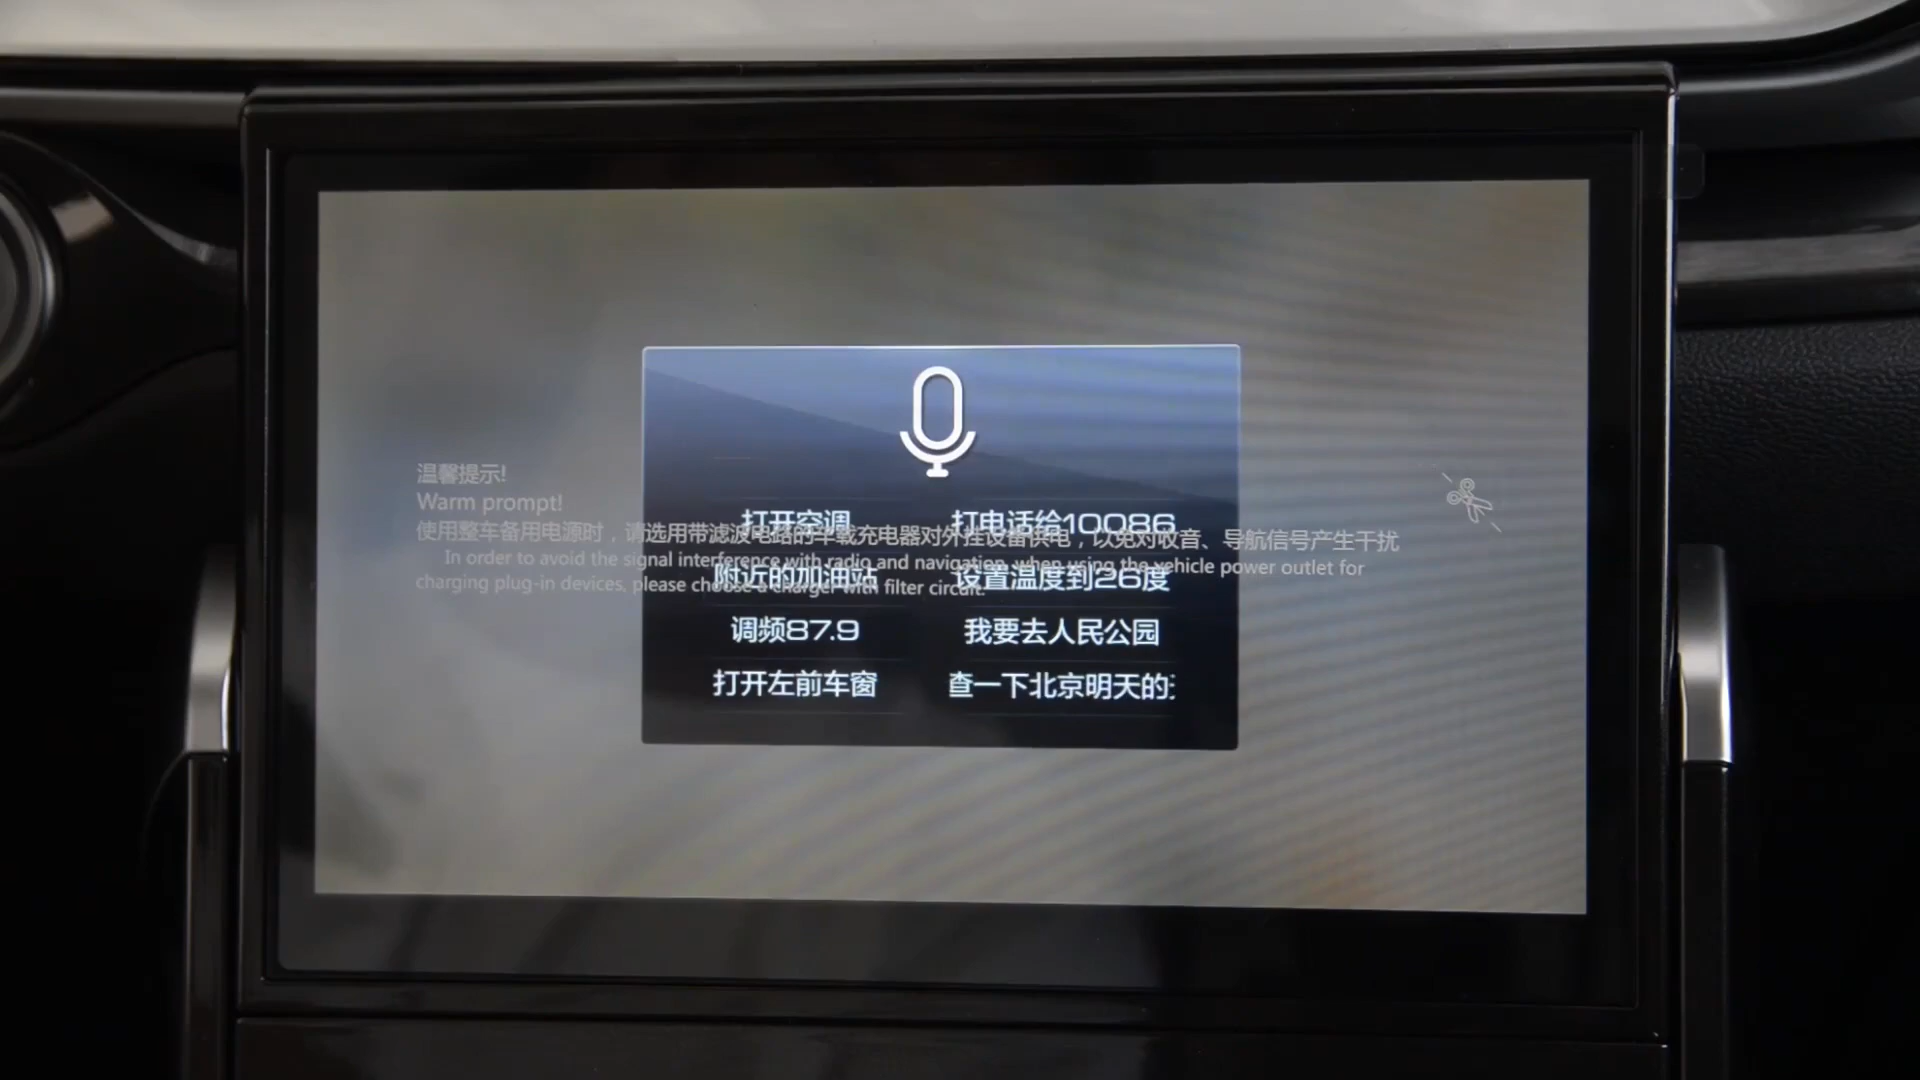 温馨提示!
Warm prompt!
使用整车备用电源时，请选用带滤波电路的车载充电器对外挂设备供电，以免对收音、导航信号产生干扰
In order to avoid the signal interference with radio and navigation, when using the vehicle power outlet for
charging plug-in devices, please choose a charger with filter circuit.
打开空调 打电话给10086
附近的加油站 设置温度到26度
调频87.9 我要去人民公园
打开左前车窗 查一下北京明天的